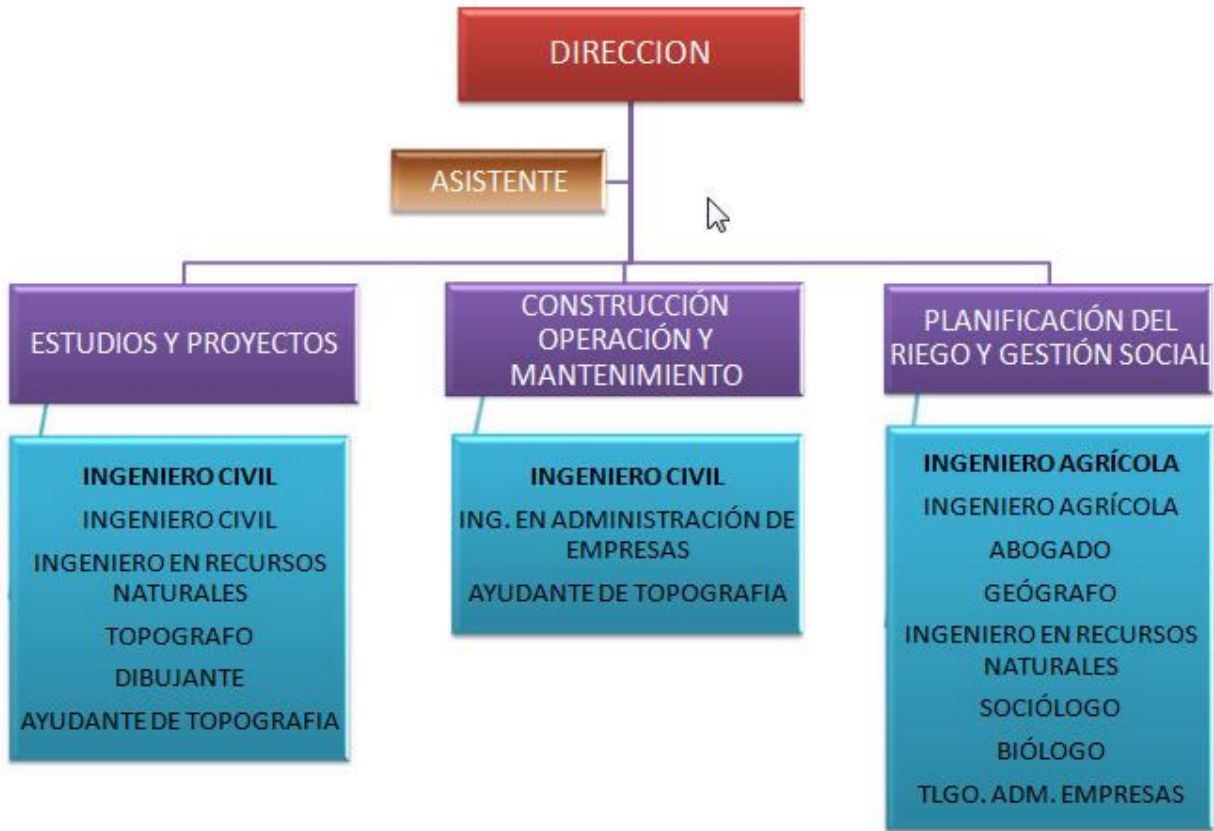 DIRECCION
ASISTENTE
ESTUDIOS Y PROYECTOS
CONSTRUCCIÓN
OPERACIÓN Y
MANTENIMIENTO
PLANIFICACIÓN DEL
RIEGO Y GESTIÓN SOCIAL
INGENIERO CIVIL
INGENIERO CIVIL
INGENIERO EN RECURSOS
NATURALES
TOPOGRAFO
DIBUJANTE
AYUDANTE DE TOPOGRAFIA
INGENIERO CIVIL
ING. EN ADMINISTRACIÓN DE
EMPRESAS
AYUDANTE DE TOPOGRAFIA
INGENIERO AGRÍCOLA
INGENIERO AGRÍCOLA
ABOGADO
GEÓGRAFO
INGENIERO EN RECURSOS
NATURALES
SOCIÓLOGO
BIÓLOGO
TLGO. ADM. EMPRESAS